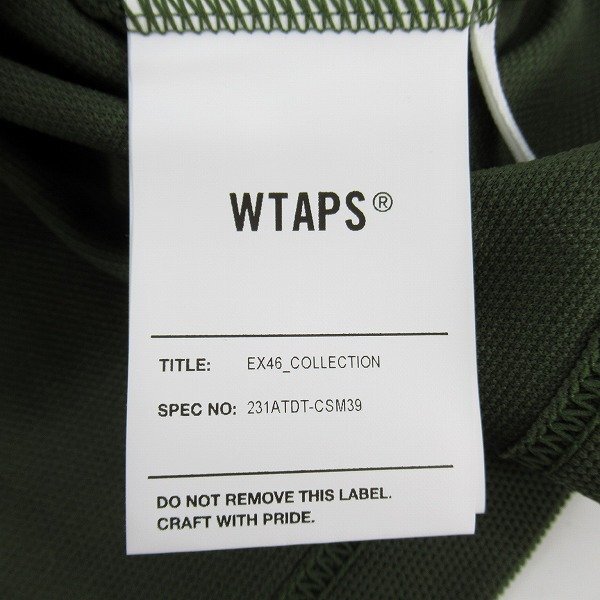 WTAPS®
TITLE: EX46_COLLECTION
SPEC NO: 231ATDT-CSM39
DO NOT REMOVE THIS LABEL.
CRAFT WITH PRIDE.